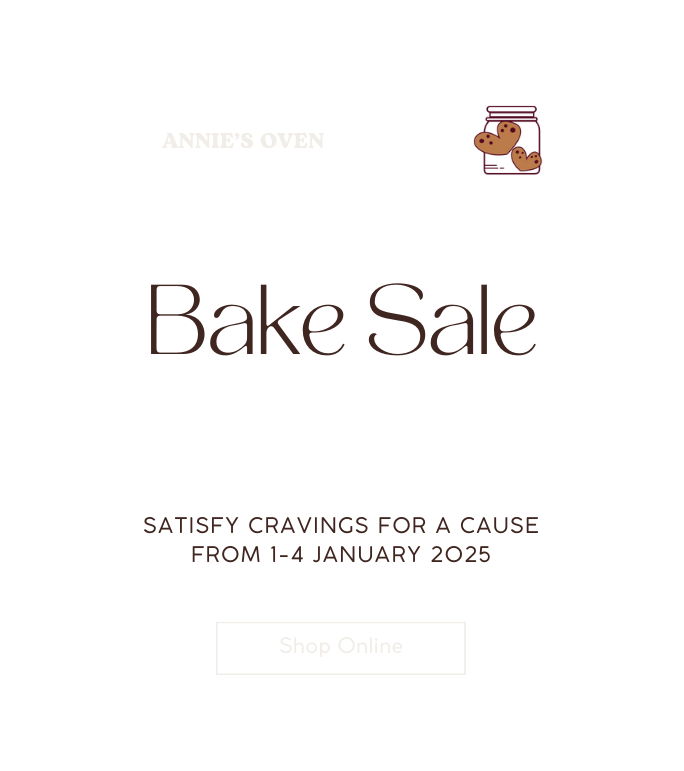 ANNIE'S OVEN
Bake Sale
SATISFY CRAVINGS FOR A CAUSE
FROM 1-4 JANUARY 2025
Shop Online